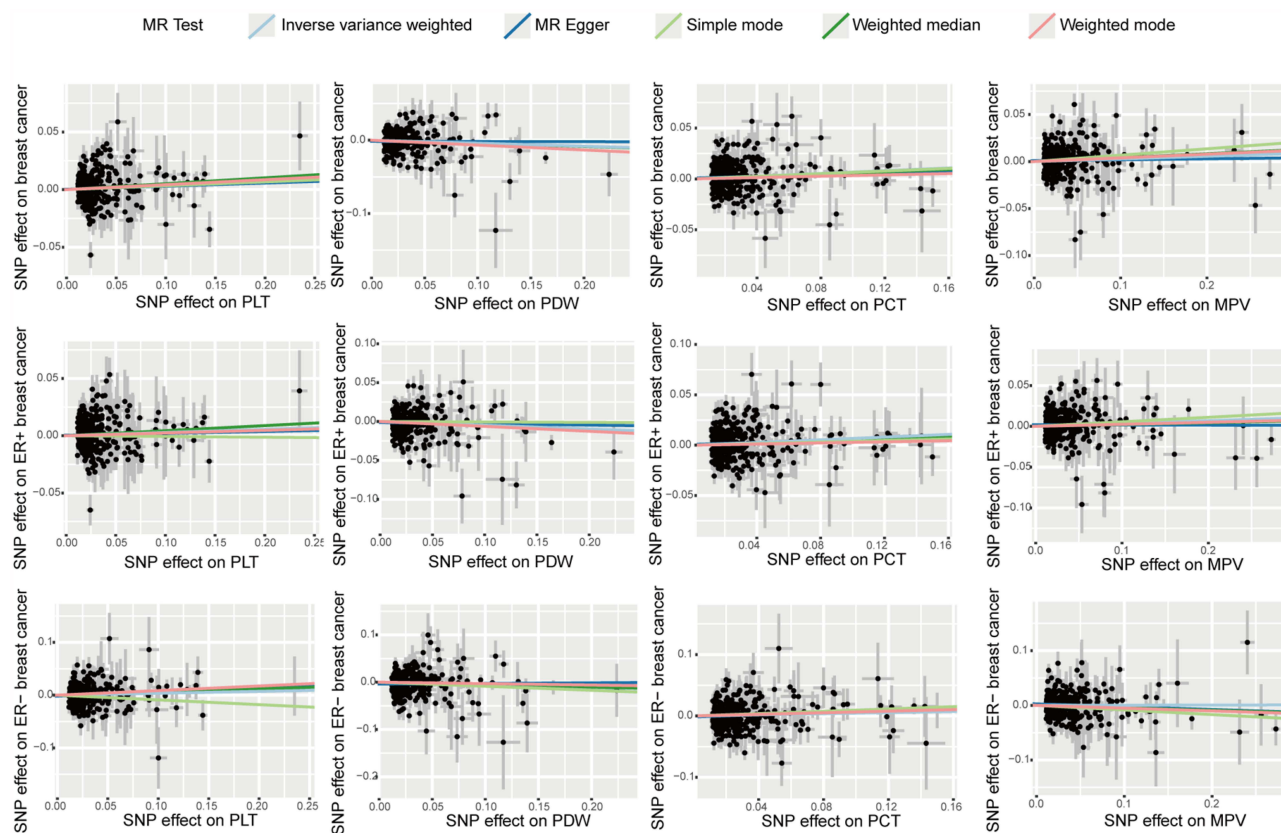 MR Test Inverse variance weighted MR Egger Simple mode Weighted median Weighted mode
SNP effect on breast cancer
0.05
0.00
−0.05
0.00 0.05 0.10 0.15 0.20 0.25
SNP effect on PLT
SNP effect on breast cancer
0.0
−0.1
0.00 0.05 0.10 0.15 0.20
SNP effect on PDW
SNP effect on breast cancer
0.05
0.00
−0.05
0.04 0.08 0.12 0.16
SNP effect on PCT
SNP effect on breast cancer
0.05
0.00
−0.05
−0.10
0.0 0.1 0.2
SNP effect on MPV
SNP effect on ER+ breast cancer
0.05
0.00
−0.05
0.00 0.05 0.10 0.15 0.20 0.25
SNP effect on PLT
SNP effect on ER+ breast cancer
0.10
0.05
0.00
−0.05
−0.10
0.00 0.05 0.10 0.15 0.20
SNP effect on PDW
SNP effect on ER+ breast cancer
0.10
0.05
0.00
−0.05
0.04 0.08 0.12 0.16
SNP effect on PCT
SNP effect on ER+ breast cancer
0.10
0.05
0.00
−0.05
−0.10
0.0 0.1 0.2
SNP effect on MPV
SNP effect on ER− breast cancer
0.1
0.0
−0.1
0.00 0.05 0.10 0.15 0.20 0.25
SNP effect on PLT
SNP effect on ER− breast cancer
0.1
0.0
−0.1
−0.2
0.00 0.05 0.10 0.15 0.20
SNP effect on PDW
SNP effect on ER− breast cancer
0.1
0.0
−0.1
0.04 0.08 0.12 0.16
SNP effect on PCT
SNP effect on ER− breast cancer
0.1
0.0
−0.1
0.0 0.1 0.2
SNP effect on MPV